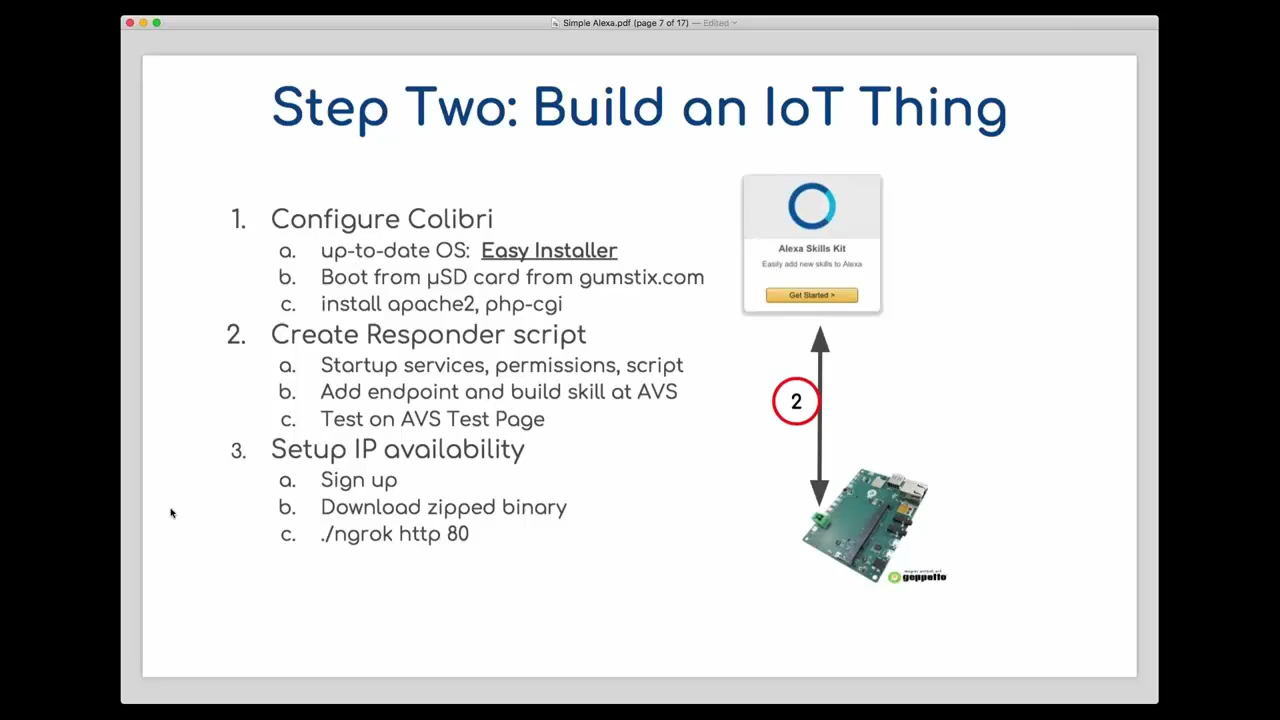 Simple Alexa.pdf (page 7 of 17) — Edited
Step Two: Build an IoT Thing
1. Configure Colibri
a. up-to-date OS: Easy Installer
b. Boot from µSD card from gumstix.com
c. install apache2, php-cgi
2. Create Responder script
a. Startup services, permissions, script
b. Add endpoint and build skill at AVS
c. Test on AVS Test Page
3. Setup IP availability
a. Sign up
b. Download zipped binary
c. ./ngrok http 80
Alexa Skills Kit
Easily add new skills to Alexa
Get Started >
2
geppetto